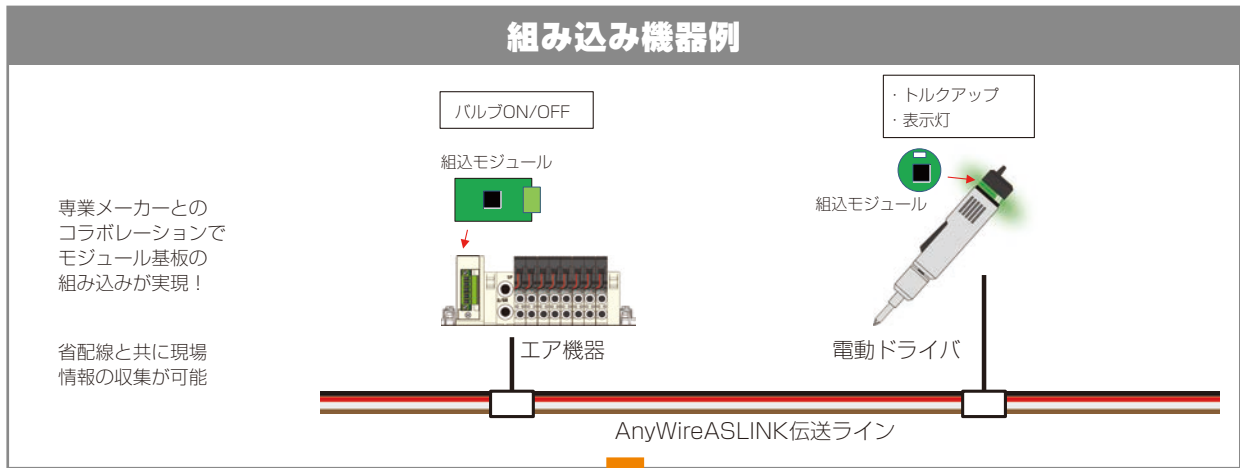 組み込み機器例
バルブON/OFF
・トルクアップ
・表示灯
組込モジュール
組込モジュール
専業メーカーとの
コラボレーションで
モジュール基板の
組み込みが実現！
エア機器
電動ドライバ
省配線と共に現場
情報の収集が可能
AnyWireASLINK伝送ライン